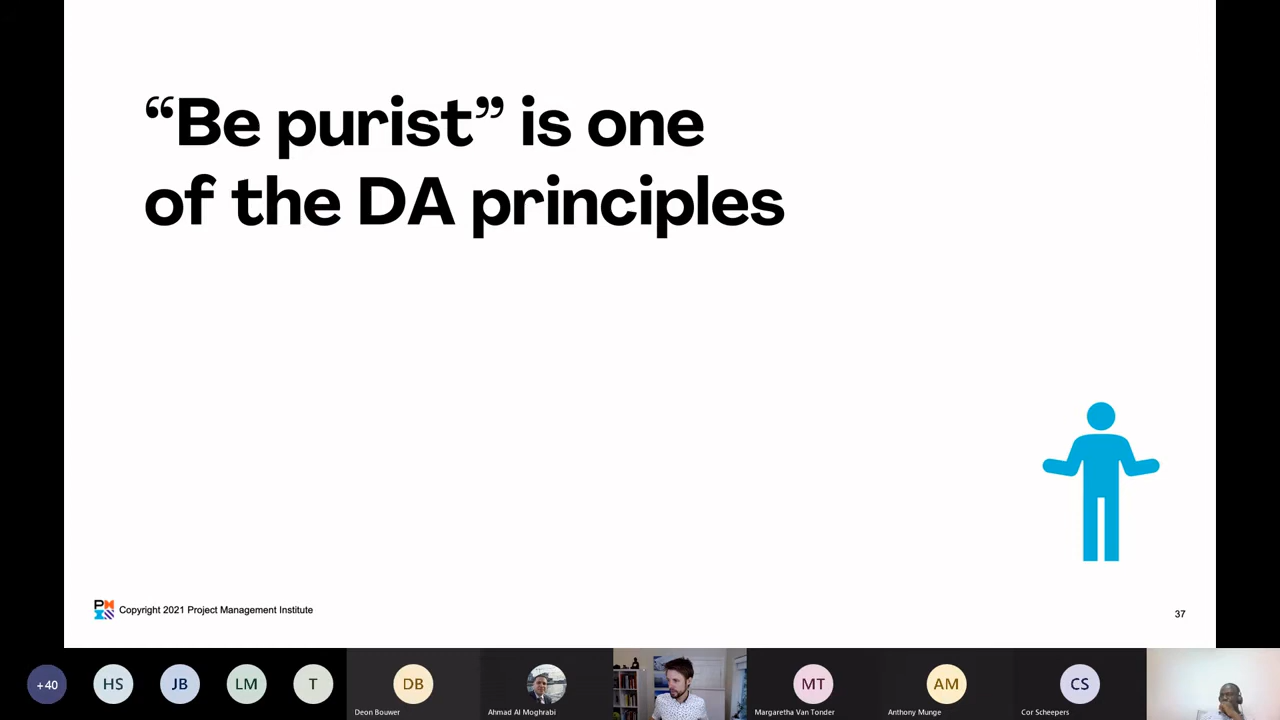 “Be purist” is one
of the DA principles
Copyright 2021 Project Management Institute
37
+40
HS
JB
LM
T
DB
Deon Bouwer
Ahmad Al Moghrabi
MT
Margaretha Van Tonder
AM
Anthony Munge
CS
Cor Scheepers